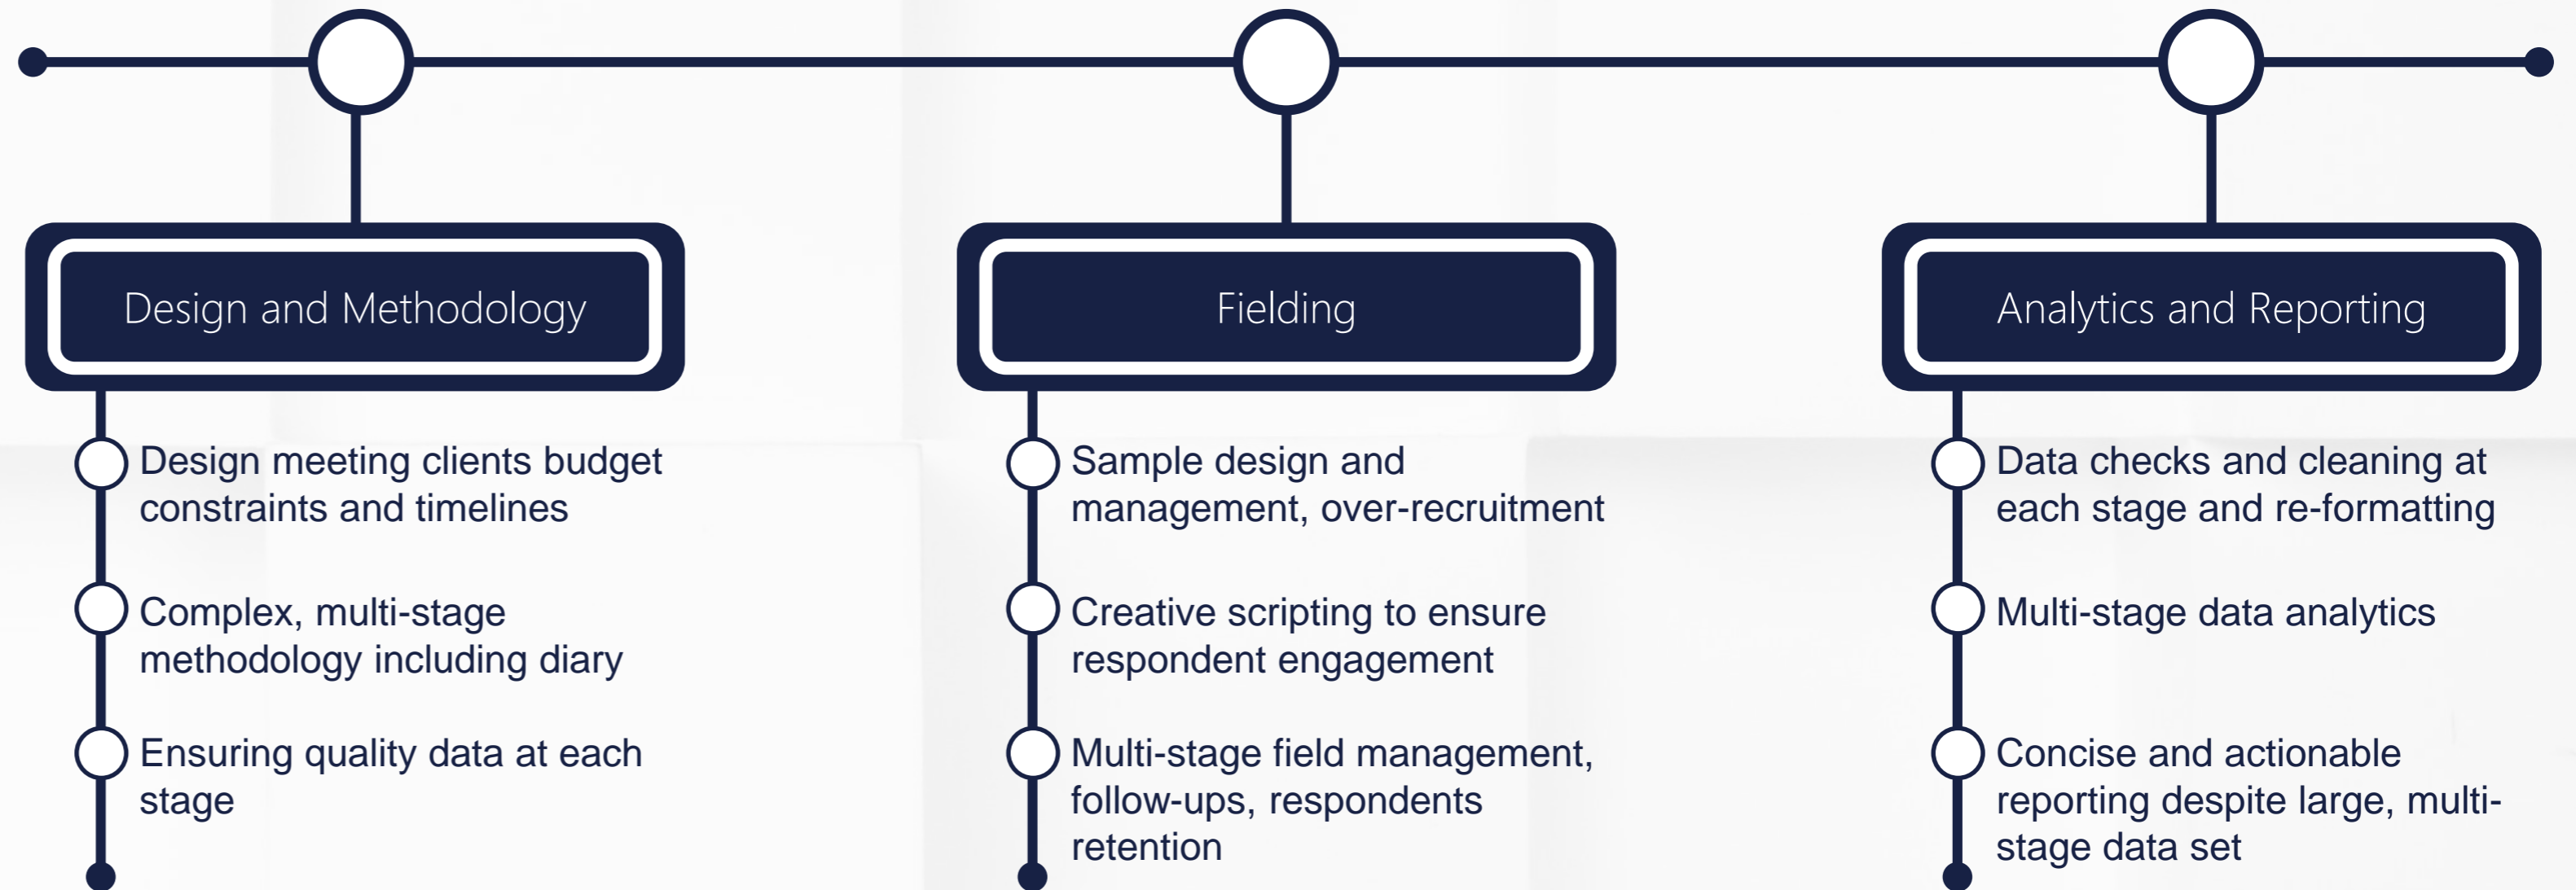 Design and Methodology
Design meeting clients budget
constraints and timelines
Complex, multi-stage
methodology including diary
Ensuring quality data at each
stage
Fielding
Sample design and
management, over-recruitment
Creative scripting to ensure
respondent engagement
Multi-stage field management,
follow-ups, respondents
retention
Analytics and Reporting
Data checks and cleaning at
each stage and re-formatting
Multi-stage data analytics
Concise and actionable
reporting despite large, multi-
stage data set